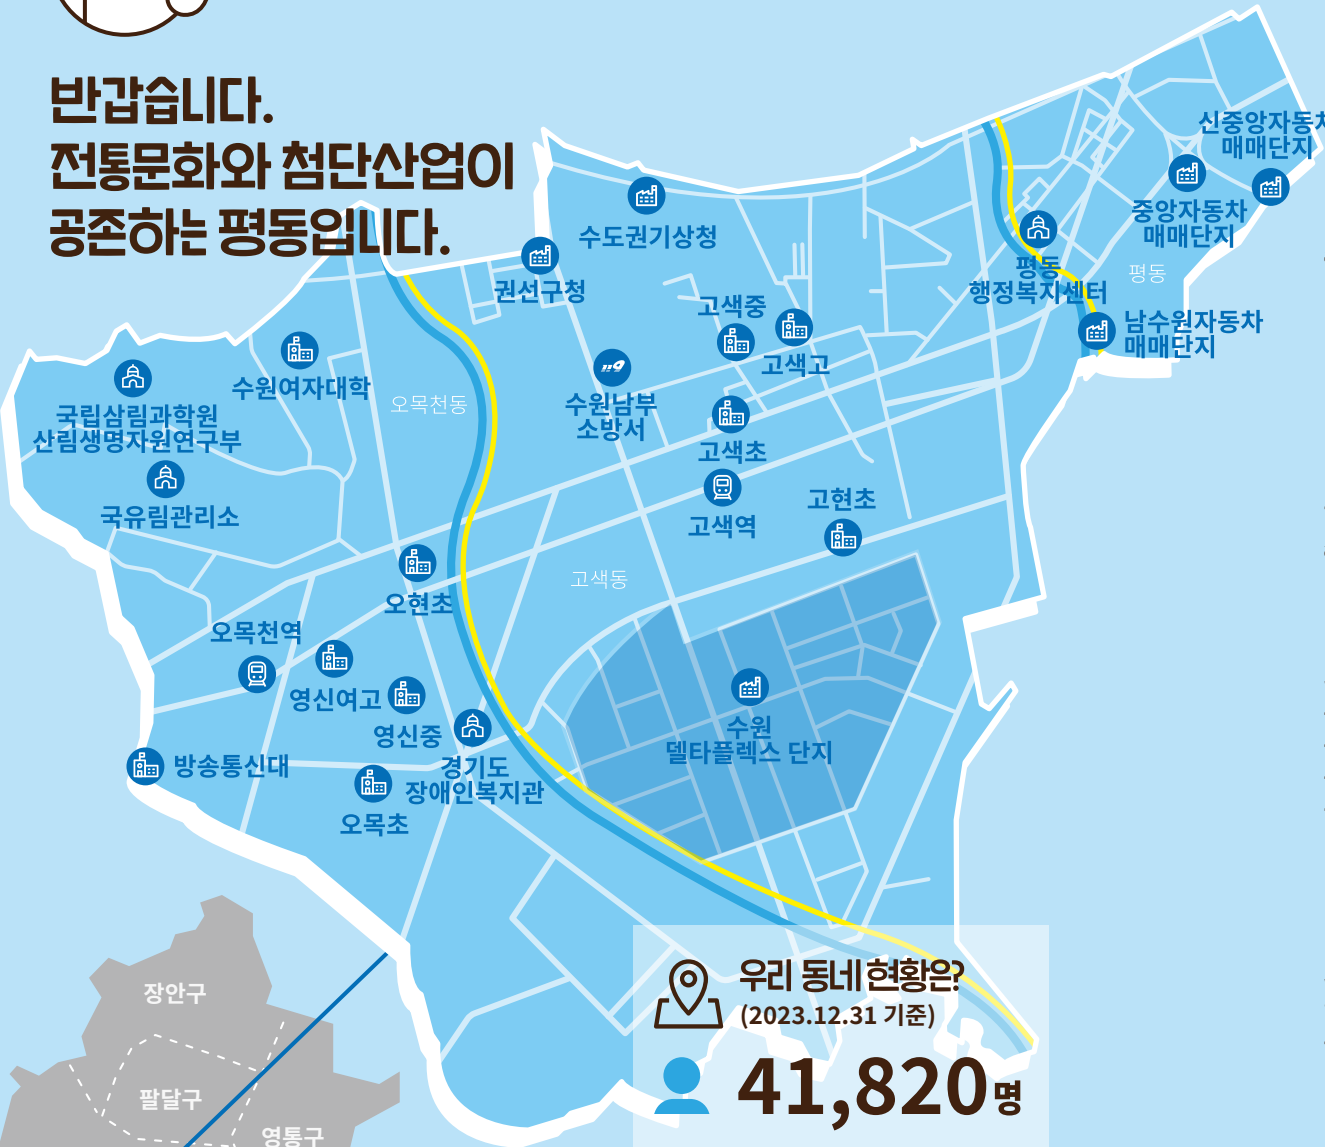 반갑습니다.
전통문화와 첨단산업이
공존하는 평동입니다.
신중앙자동차
매매단지
중앙자동차
매매단지
평동
평동
행정복지센터
남수원자동차
매매단지
수도권기상청
권선구청
고색중
고색고
수원남부
소방서
고색초
고색역
고현초
수원여자대학
오목천동
국립삼림과학원
산림생명자원연구부
국유림관리소
고색동
오현초
오목천역
영신여고
영신중
경기도
장애인복지관
방송통신대
오목초
수원
델타플렉스 단지
장안구
팔달구
영통구
우리 동네 현황은?
(2023.12.31 기준)
41,820명